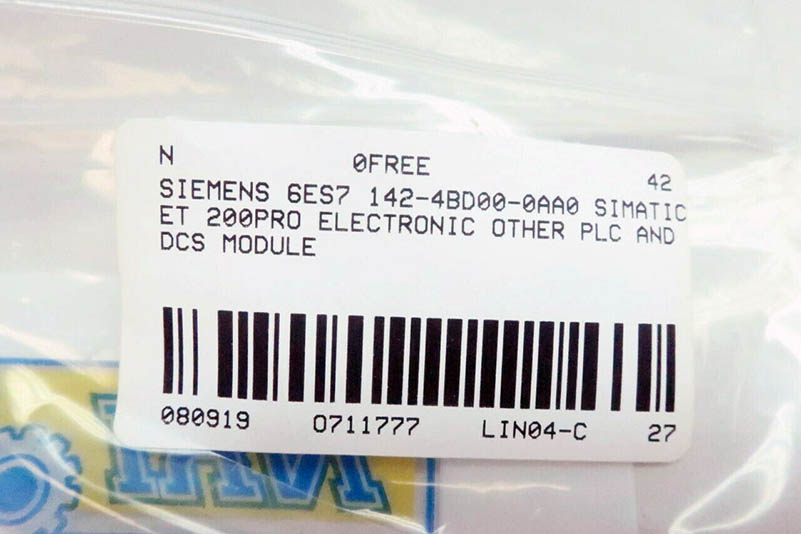 N 0FREE 42
SIEMENS 6ES7 142-4BD00-0AA0 SIMATIC
ET 200PRO ELECTRONIC OTHER PLC AND
DCS MODULE
080919 0711777 LIN04-C 27